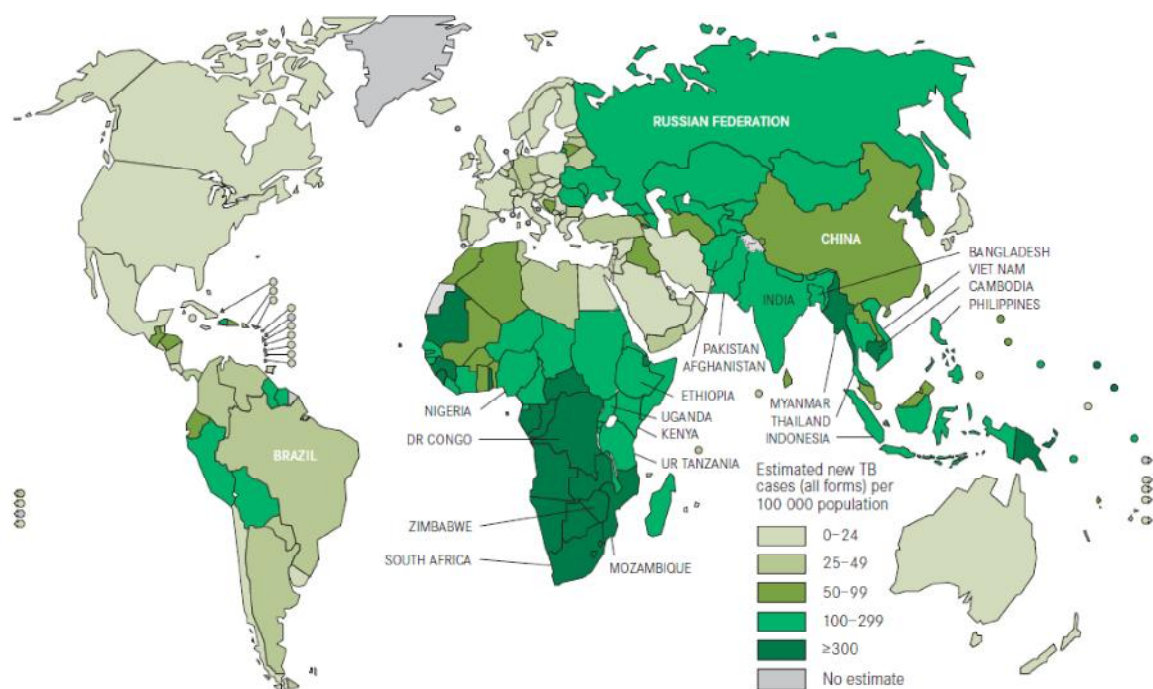 RUSSIAN FEDERATION
CHINA
BANGLADESH
VIET NAM
CAMBODIA
PHILIPPINES
INDIA
PAKISTAN
AFGHANISTAN
NIGERIA
ETHIOPIA
UGANDA
KENYA
MYANMAR
THAILAND
INDONESIA
DR CONGO
BRAZIL
UR TANZANIA
ZIMBABWE
SOUTH AFRICA
MOZAMBIQUE
Estimated new TB
cases (all forms) per
100 000 population
0–24
25–49
50–99
100–299
≥300
No estimate